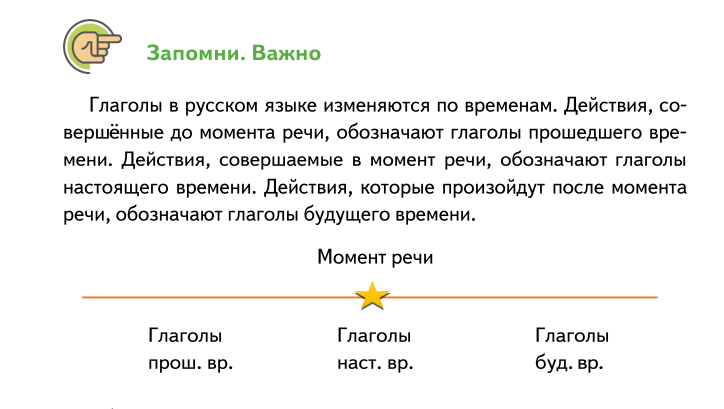 Запомни. Важно
Глаголы в русском языке изменяются по временам. Действия, со-
вершённые до момента речи, обозначают глаголы прошедшего вре-
мени. Действия, совершаемые в момент речи, обозначают глаголы
настоящего времени. Действия, которые произойдут после момента
речи, обозначают глаголы будущего времени.
Момент речи
Глаголы Глаголы Глаголы
прош. вр. наст. вр. буд. вр.